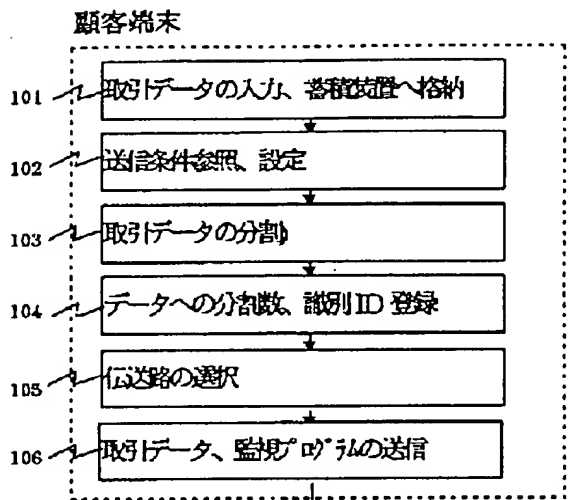 顧客端末
101 取引データの入力、蓄積装置へ格納
102 送信条件参照、設定
103 取引データの分割
104 データへの分割数、識別ID 登録
105 伝送路の選択
106 取引データ、監視プログラムの送信